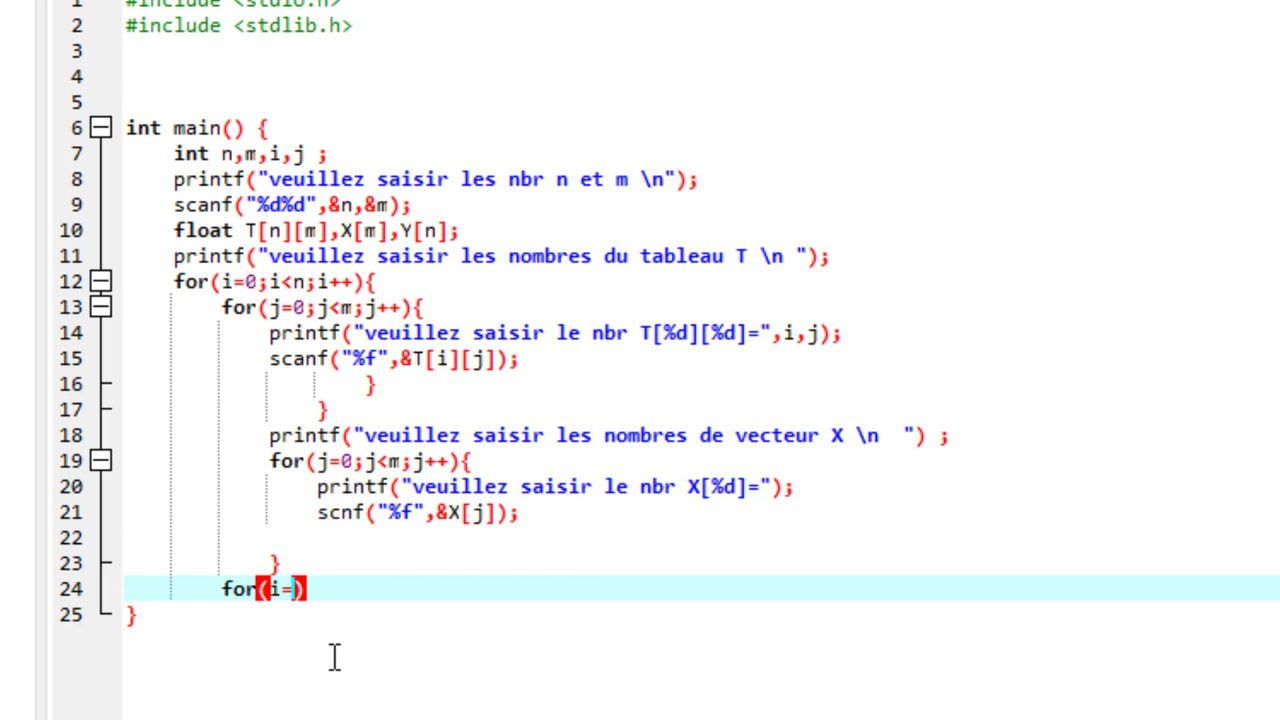 1 #include <stdio.h>
2 #include <stdlib.h>
3
4
5
6 int main() {
7 int n,m,i,j ;
8 printf("veuillez saisir les nbr n et m \n");
9 scanf("%d%d",&n,&m);
10 float T[n][m],X[m],Y[n];
11 printf("veuillez saisir les nombres du tableau T \n ");
12 for(i=0;i<n;i++){
13 for(j=0;j<m;j++){
14 printf("veuillez saisir le nbr T[%d][%d]=",i,j);
15 scanf("%f",&T[i][j]);
16 }
17 }
18 printf("veuillez saisir les nombres de vecteur X \n  ") ;
19 for(j=0;j<m;j++){
20 printf("veuillez saisir le nbr X[%d]=");
21 scnf("%f",&X[j]);
22
23 }
24 for(i=)
25 }